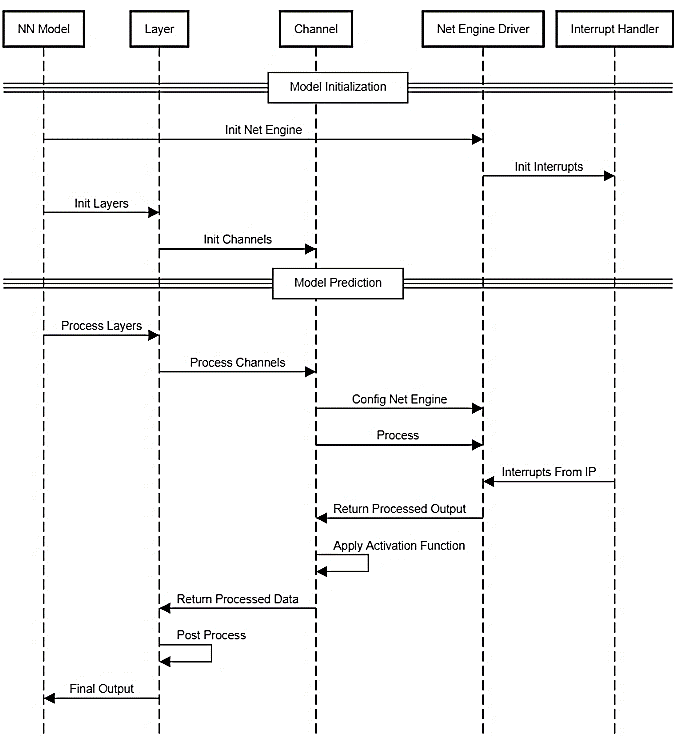 NN Model
Layer
Channel
Net Engine Driver
Interrupt Handler
Model Initialization
Init Net Engine
Init Interrupts
Init Layers
Init Channels
Model Prediction
Process Layers
Process Channels
Config Net Engine
Process
Interrupts From IP
Return Processed Output
Apply Activation Function
Return Processed Data
Post Process
Final Output